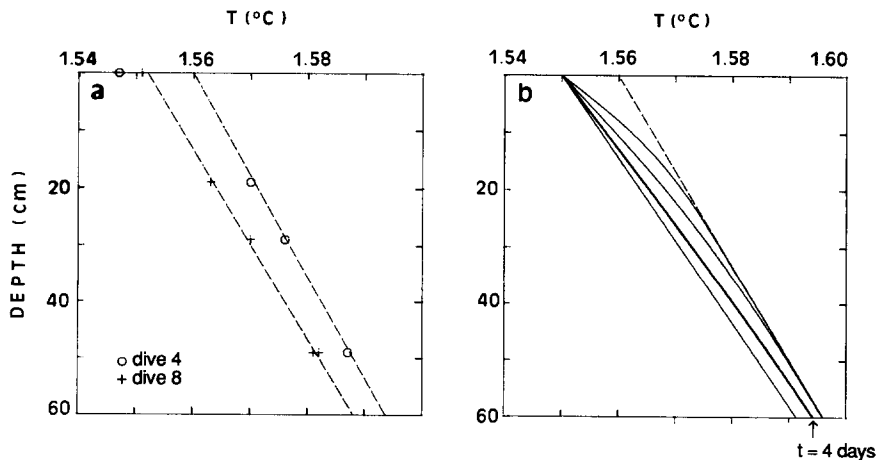 T (°C)
1.54 1.56 1.58
a
20
40
60
DEPTH (cm)
o dive 4
+ dive 8
T (°C)
1.54 1.56 1.58 1.60
b
20
40
60
↑
t = 4 days